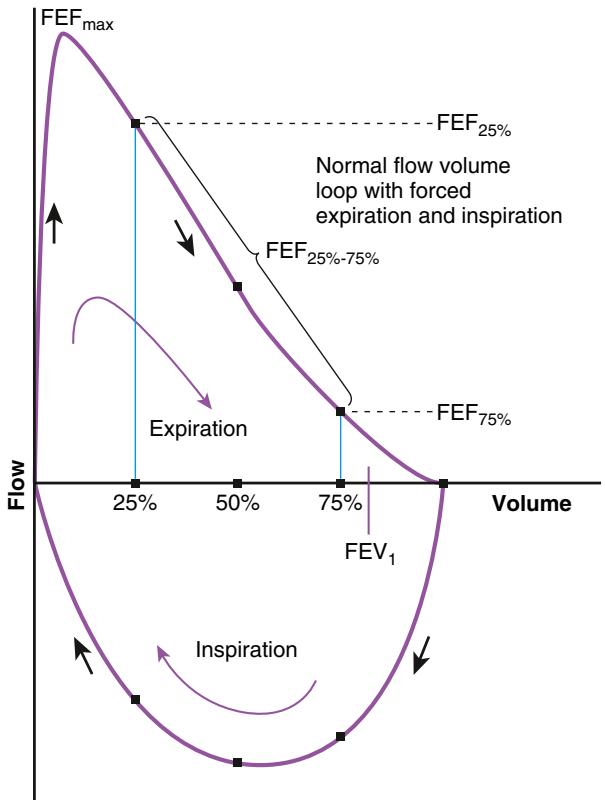 FEFmax
FEF25%
Normal flow volume
loop with forced
expiration and inspiration
FEF25%-75%
Expiration
FEF75%
Flow
25%
50%
75%
Volume
FEV1
Inspiration